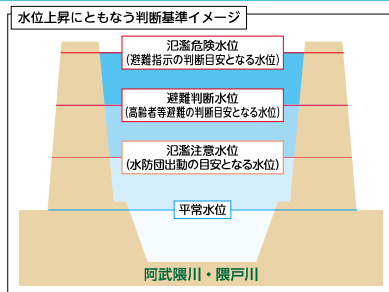 水位上昇にともなう判断基準イメージ
氾濫危険水位
(避難指示の判断目安となる水位)
避難判断水位
(高齢者等避難の判断目安となる水位)
氾濫注意水位
(水防団出動の目安となる水位)
平常水位
阿武隈川・隈戸川